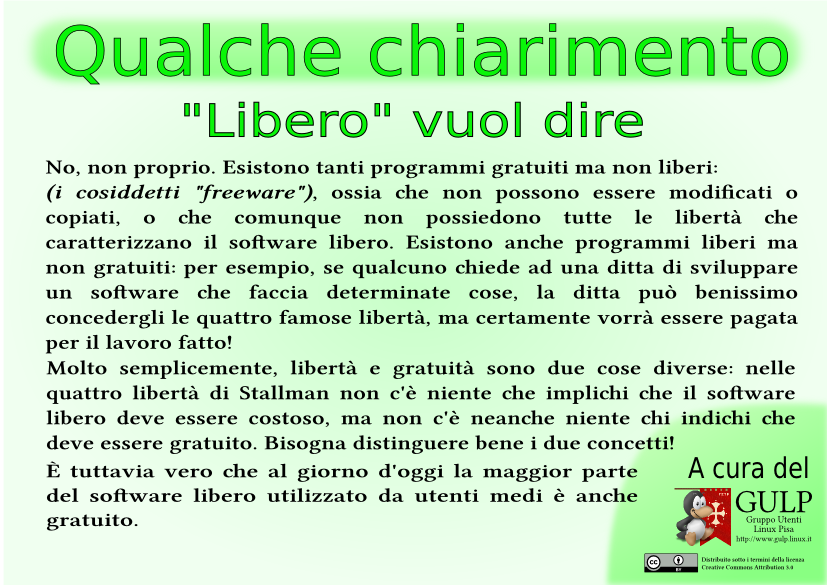 Qualche chiarimento
"Libero" vuol dire
No, non proprio. Esistono tanti programmi gratuiti ma non liberi:
(i cosiddetti "freeware"), ossia che non possono essere modificati o
copiati, o che comunque non possiedono tutte le libertà che
caratterizzano il software libero. Esistono anche programmi liberi ma
non gratuiti: per esempio, se qualcuno chiede ad una ditta di sviluppare
un software che faccia determinate cose, la ditta può benissimo
concedergli le quattro famose libertà, ma certamente vorrà essere pagata
per il lavoro fatto!
Molto semplicemente, libertà e gratuità sono due cose diverse: nelle
quattro libertà di Stallman non c'è niente che implichi che il software
libero deve essere costoso, ma non c'è neanche niente chi indichi che
deve essere gratuito. Bisogna distinguere bene i due concetti!
È tuttavia vero che al giorno d'oggi la maggior parte
del software libero utilizzato da utenti medi è anche
gratuito.
A cura del
GULP
Gruppo Utenti
Linux Pisa
http://www.gulp.linux.it
cc BY
Distribuito sotto i termini della licenza
Creative Commons Attribution 3.0